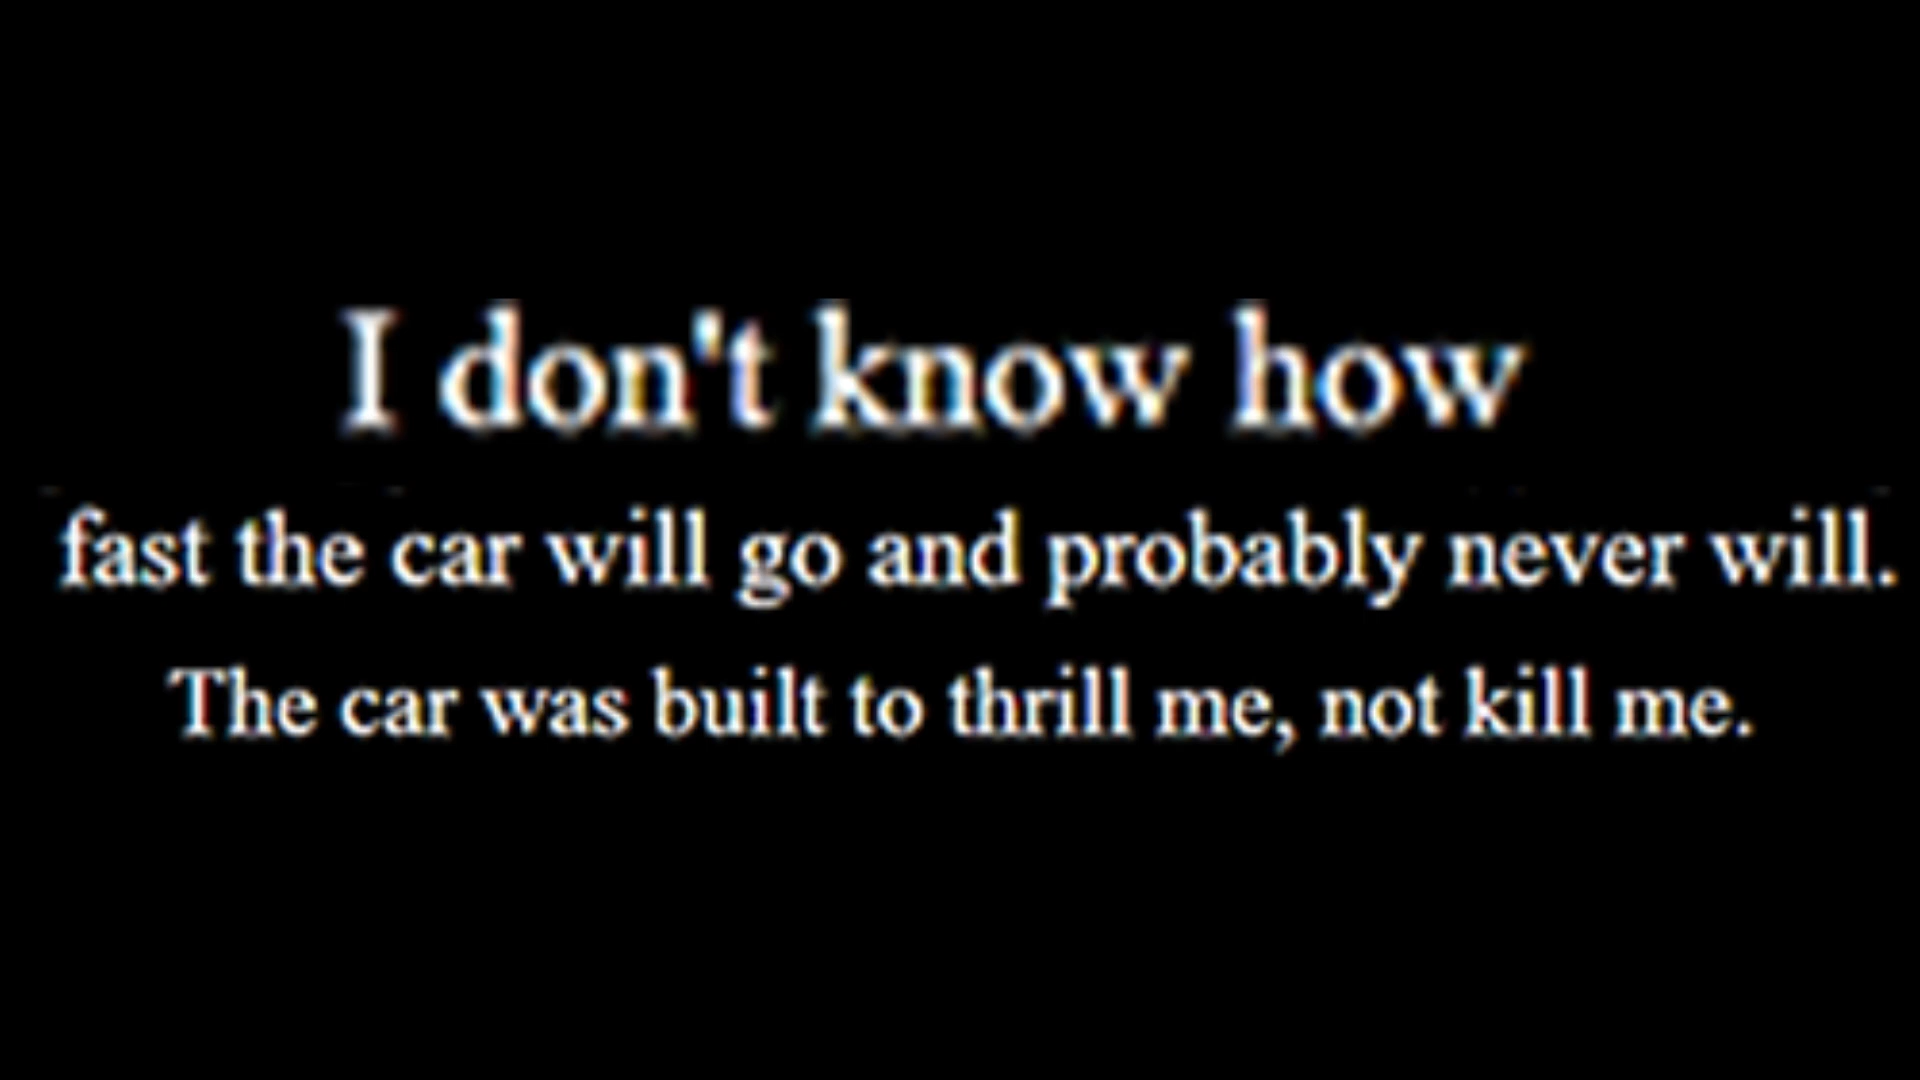 I don't know how
fast the car will go and probably never will.
The car was built to thrill me, not kill me.